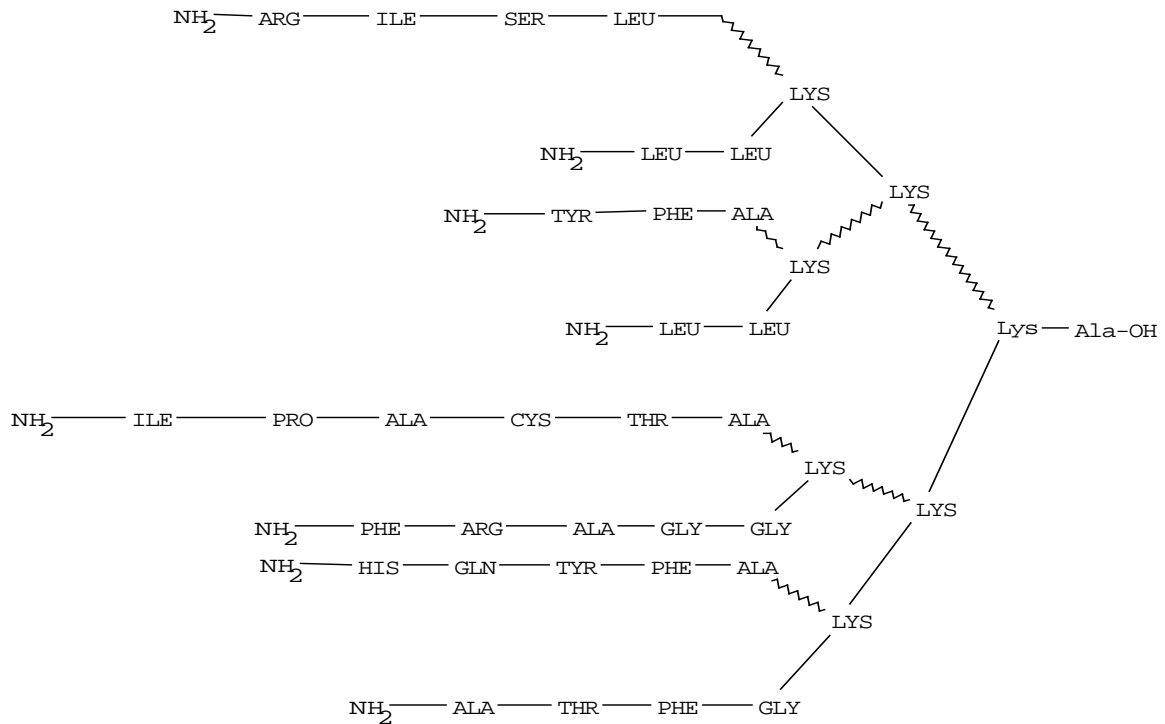 NH2 ARG ILE SER LEU
LYS
NH2 LEU LEU
LYS
NH2 TYR PHE ALA
LYS
NH2 LEU LEU
Lys Ala-OH
NH2 ILE PRO ALA CYS THR ALA
LYS
LYS
NH2 PHE ARG ALA GLY GLY
NH2 HIS GLN TYR PHE ALA
LYS
NH2 ALA THR PHE GLY